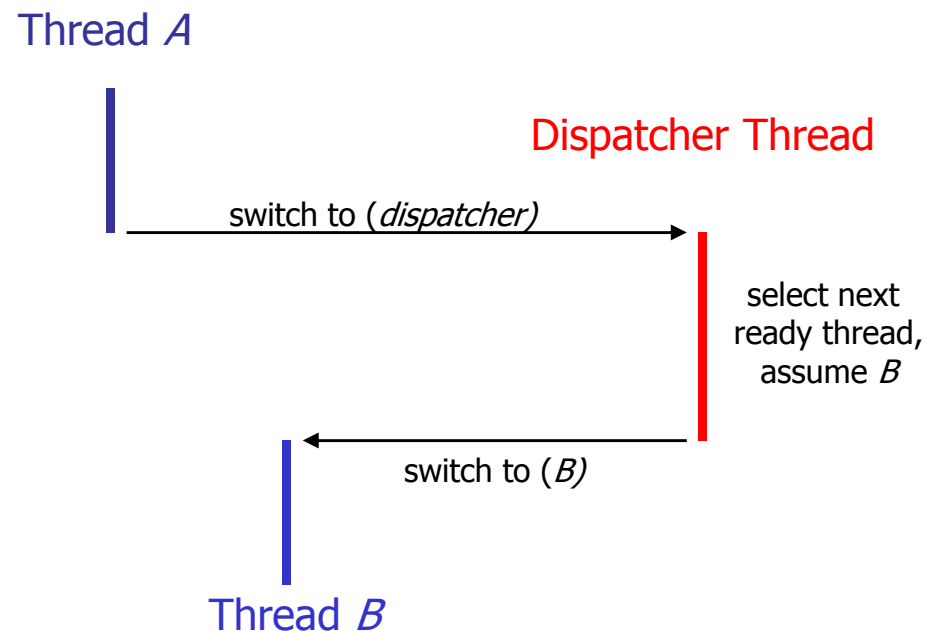 Thread A
Dispatcher Thread
switch to (dispatcher)
select next
ready thread,
assume B
switch to (B)
Thread B